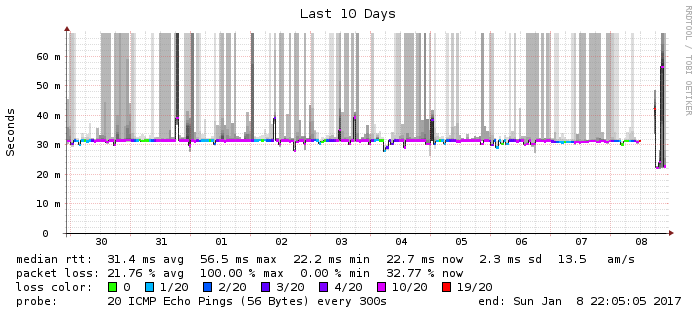 Last 10 Days
RRDTOOL / TOBI OETIKER
Seconds
60 m
50 m
40 m
30 m
20 m
10 m
0
30 31 01 02 03 04 05 06 07 08
median rtt: 31.4 ms avg 56.5 ms max 22.2 ms min 22.7 ms now 2.3 ms sd 13.5 am/s
packet loss: 21.76 % avg 100.00 % max 0.00 % min 32.77 % now
loss color: 0 1/20 2/20 3/20 4/20 10/20 19/20
probe: 20 ICMP Echo Pings (56 Bytes) every 300s end: Sun Jan 8 22:05:05 2017